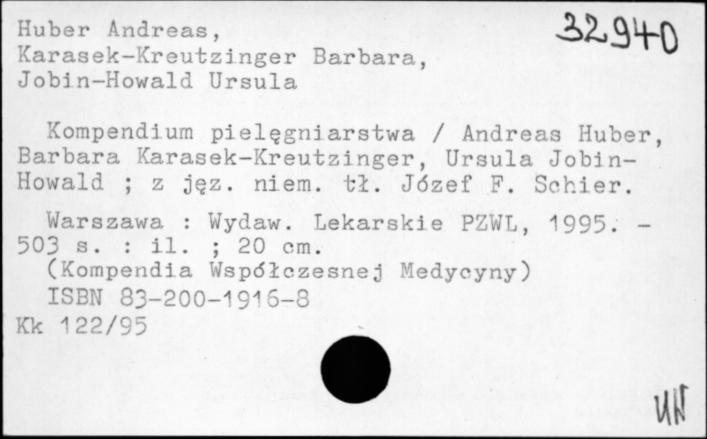 Huber Andreas,
32940
Karasek-Kreutzinger Barbara,
Jobin-Howald Ursula
Kompendium pielęgniarstwa / Andreas Huber,
Barbara Karasek-Kreutzinger, Ursula Jobin-
Howald ; z jęz. niem. tł. Józef F. Schier.
Warszawa : Wydaw. Lekarskie PZWL, 1995. -
503 s. : il. ; 20 cm.
(Kompendia Współczesnej Medycyny)
ISBN 83-200-1916-8
Kk 122/95
UN